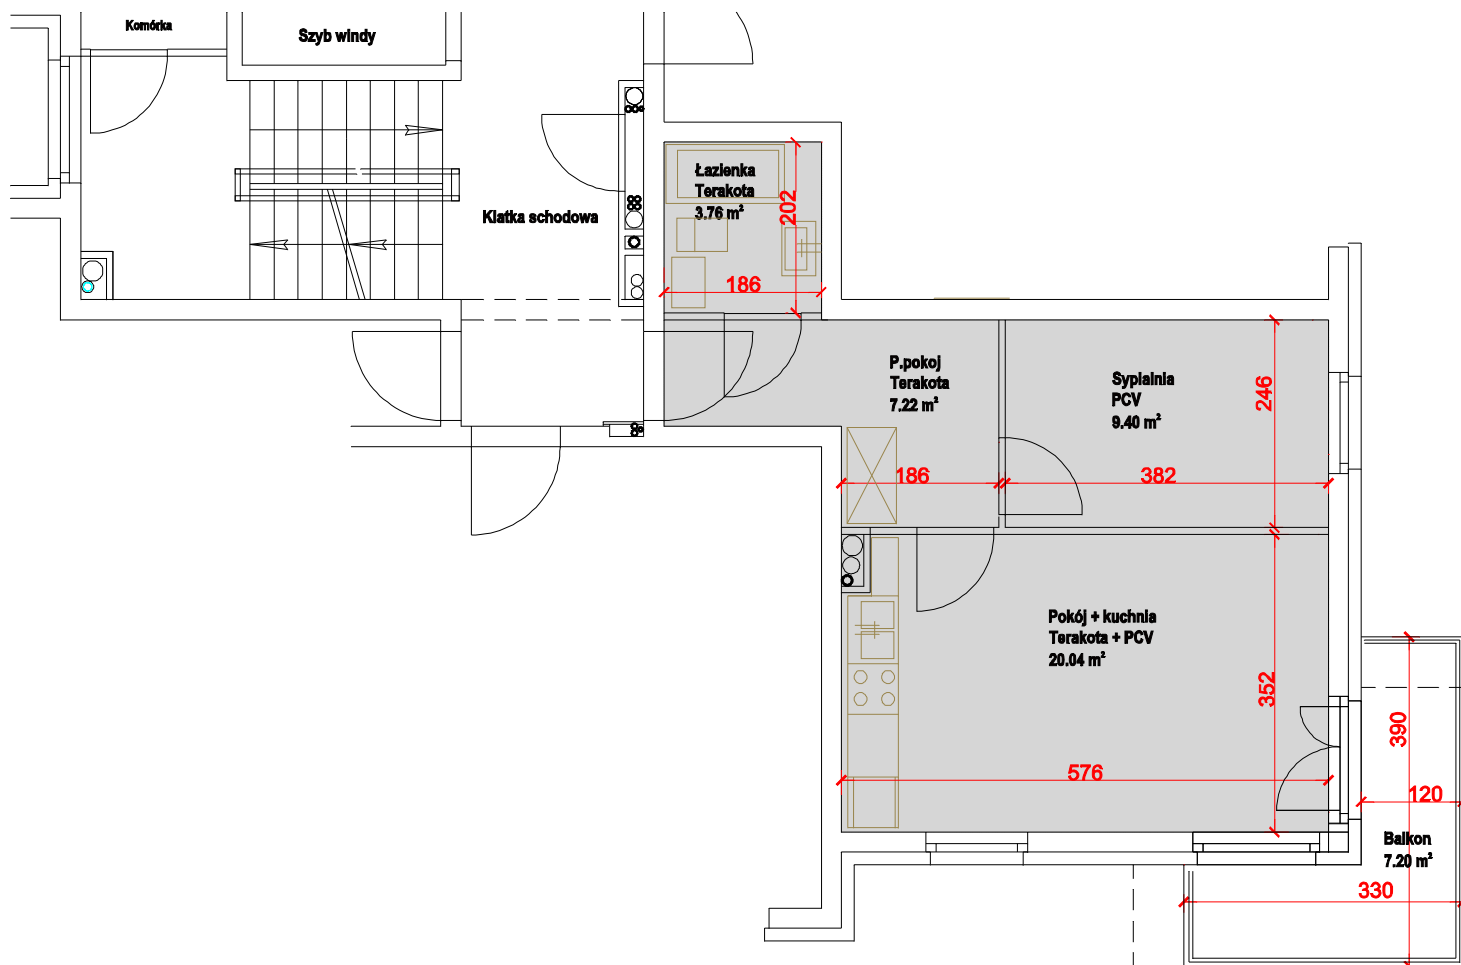 Komórka
Szyb windy
Klatka schodowa
Łazienka
Terakota
3.76 m²
202
186
P.pokoj
Terakota
7.22 m²
Sypialnia
PCV
9.40 m²
246
186
382
Pokój + kuchnia
Terakota + PCV
20.04 m²
352
576
390
120
Balkon
7.20 m²
330